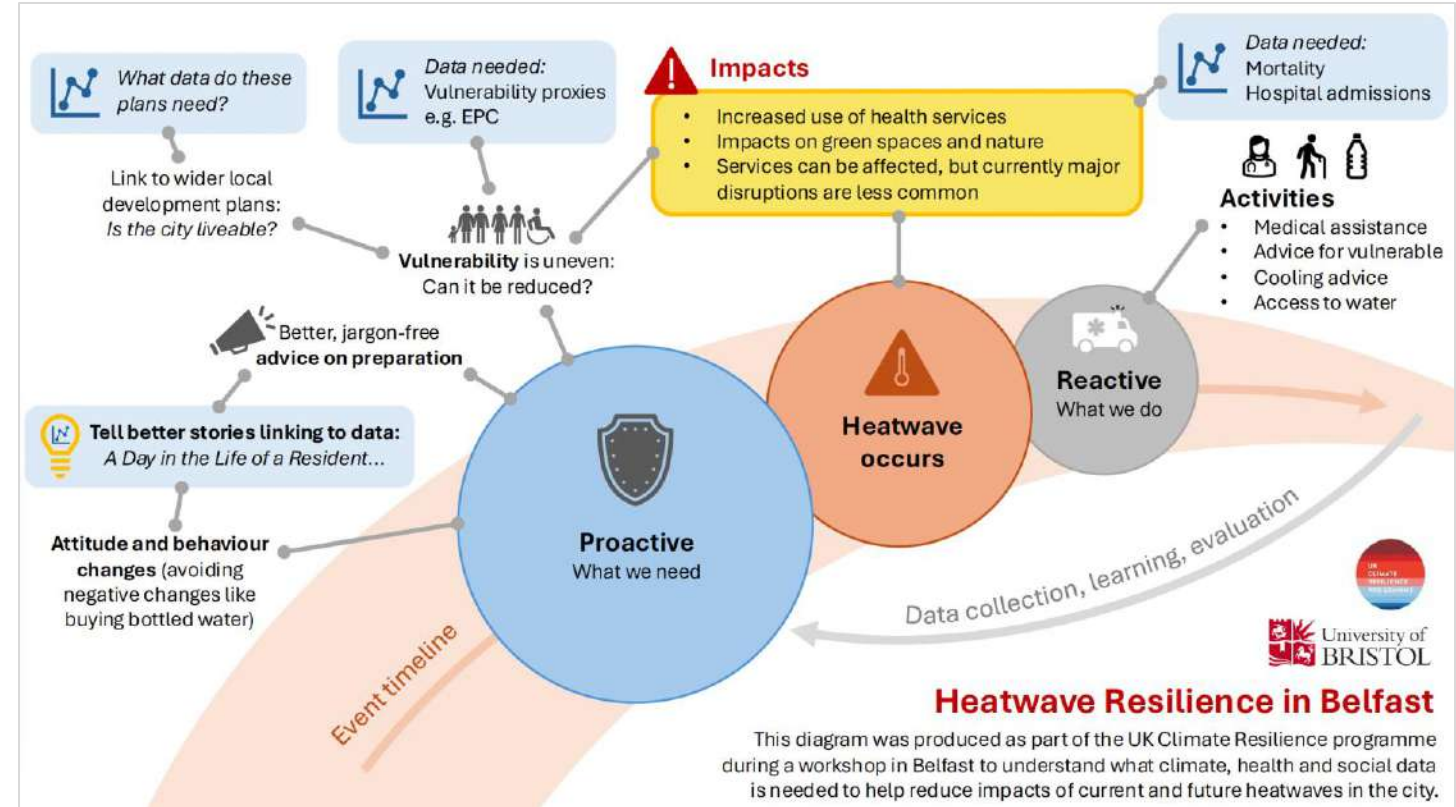 What data do these
plans need?
Data needed:
Vulnerability proxies
e.g. EPC
Impacts
• Increased use of health services
• Impacts on green spaces and nature
• Services can be affected, but currently major
disruptions are less common
Data needed:
Mortality
Hospital admissions
Link to wider local
development plans:
Is the city liveable?
Vulnerability is uneven:
Can it be reduced?
Activities
• Medical assistance
• Advice for vulnerable
• Cooling advice
• Access to water
Better, jargon-free
advice on preparation
Tell better stories linking to data:
A Day in the Life of a Resident...
Attitude and behaviour
changes (avoiding
negative changes like
buying bottled water)
Proactive
What we need
Heatwave
occurs
Reactive
What we do
Event timeline
Data collection, learning, evaluation
UK
CLIMATE
RESILIENCE
PROGRAMME
University of
BRISTOL
Heatwave Resilience in Belfast
This diagram was produced as part of the UK Climate Resilience programme
during a workshop in Belfast to understand what climate, health and social data
is needed to help reduce impacts of current and future heatwaves in the city.